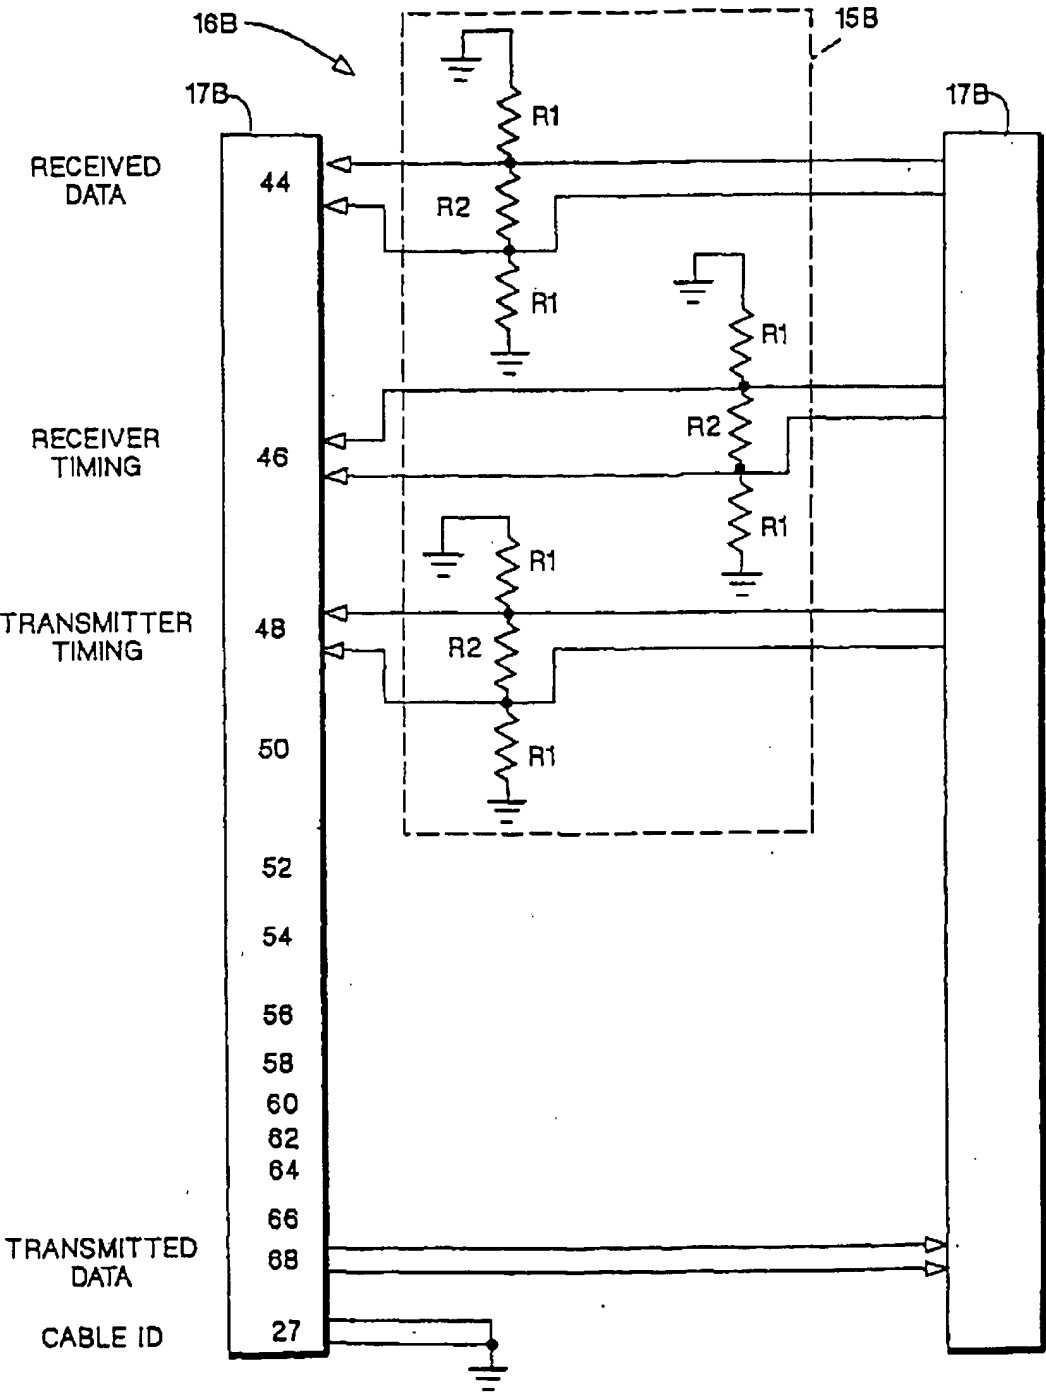 16B
15B
17B
17B
R1
RECEIVED
DATA
44
R2
R1
R1
RECEIVER
TIMING
46
R2
R1
R1
TRANSMITTER
TIMING
48
R2
50
R1
52
54
56
58
60
62
64
66
TRANSMITTED
DATA
68
CABLE ID
27